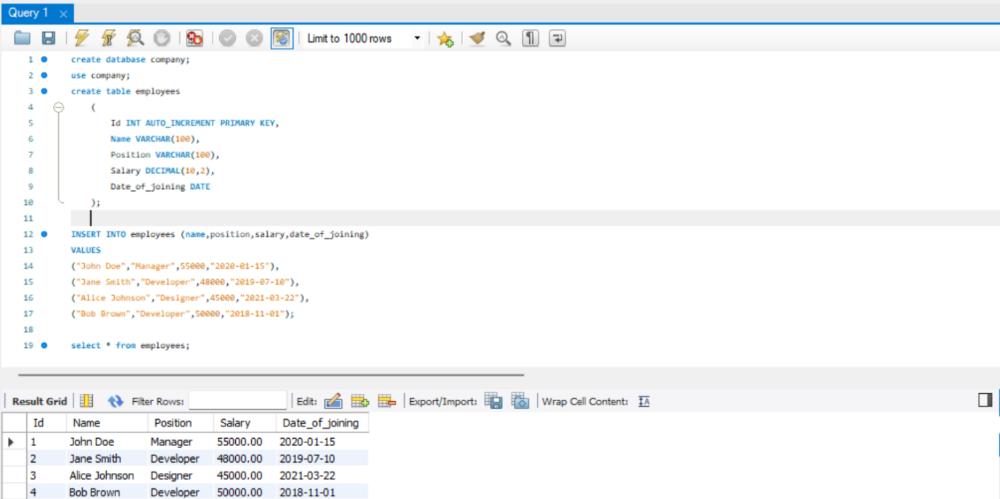 Query 1
Limit to 1000 rows
1 create database company;
2 use company;
3 create table employees
4 (
5 Id INT AUTO_INCREMENT PRIMARY KEY,
6 Name VARCHAR(100),
7 Position VARCHAR(100),
8 Salary DECIMAL(10,2),
9 Date_of_joining DATE
10 );
11
12 INSERT INTO employees (name,position,salary,date_of_joining)
13 VALUES
14 ("John Doe","Manager",55000,"2020-01-15"),
15 ("Jane Smith","Developer",48000,"2019-07-10"),
16 ("Alice Johnson","Designer",45000,"2021-03-22"),
17 ("Bob Brown","Developer",50000,"2018-11-01");
18
19 select * from employees;
Result Grid Filter Rows: Edit: Export/Import: Wrap Cell Content:
Id Name Position Salary Date_of_joining
1 John Doe Manager 55000.00 2020-01-15
2 Jane Smith Developer 48000.00 2019-07-10
3 Alice Johnson Designer 45000.00 2021-03-22
4 Bob Brown Developer 50000.00 2018-11-01